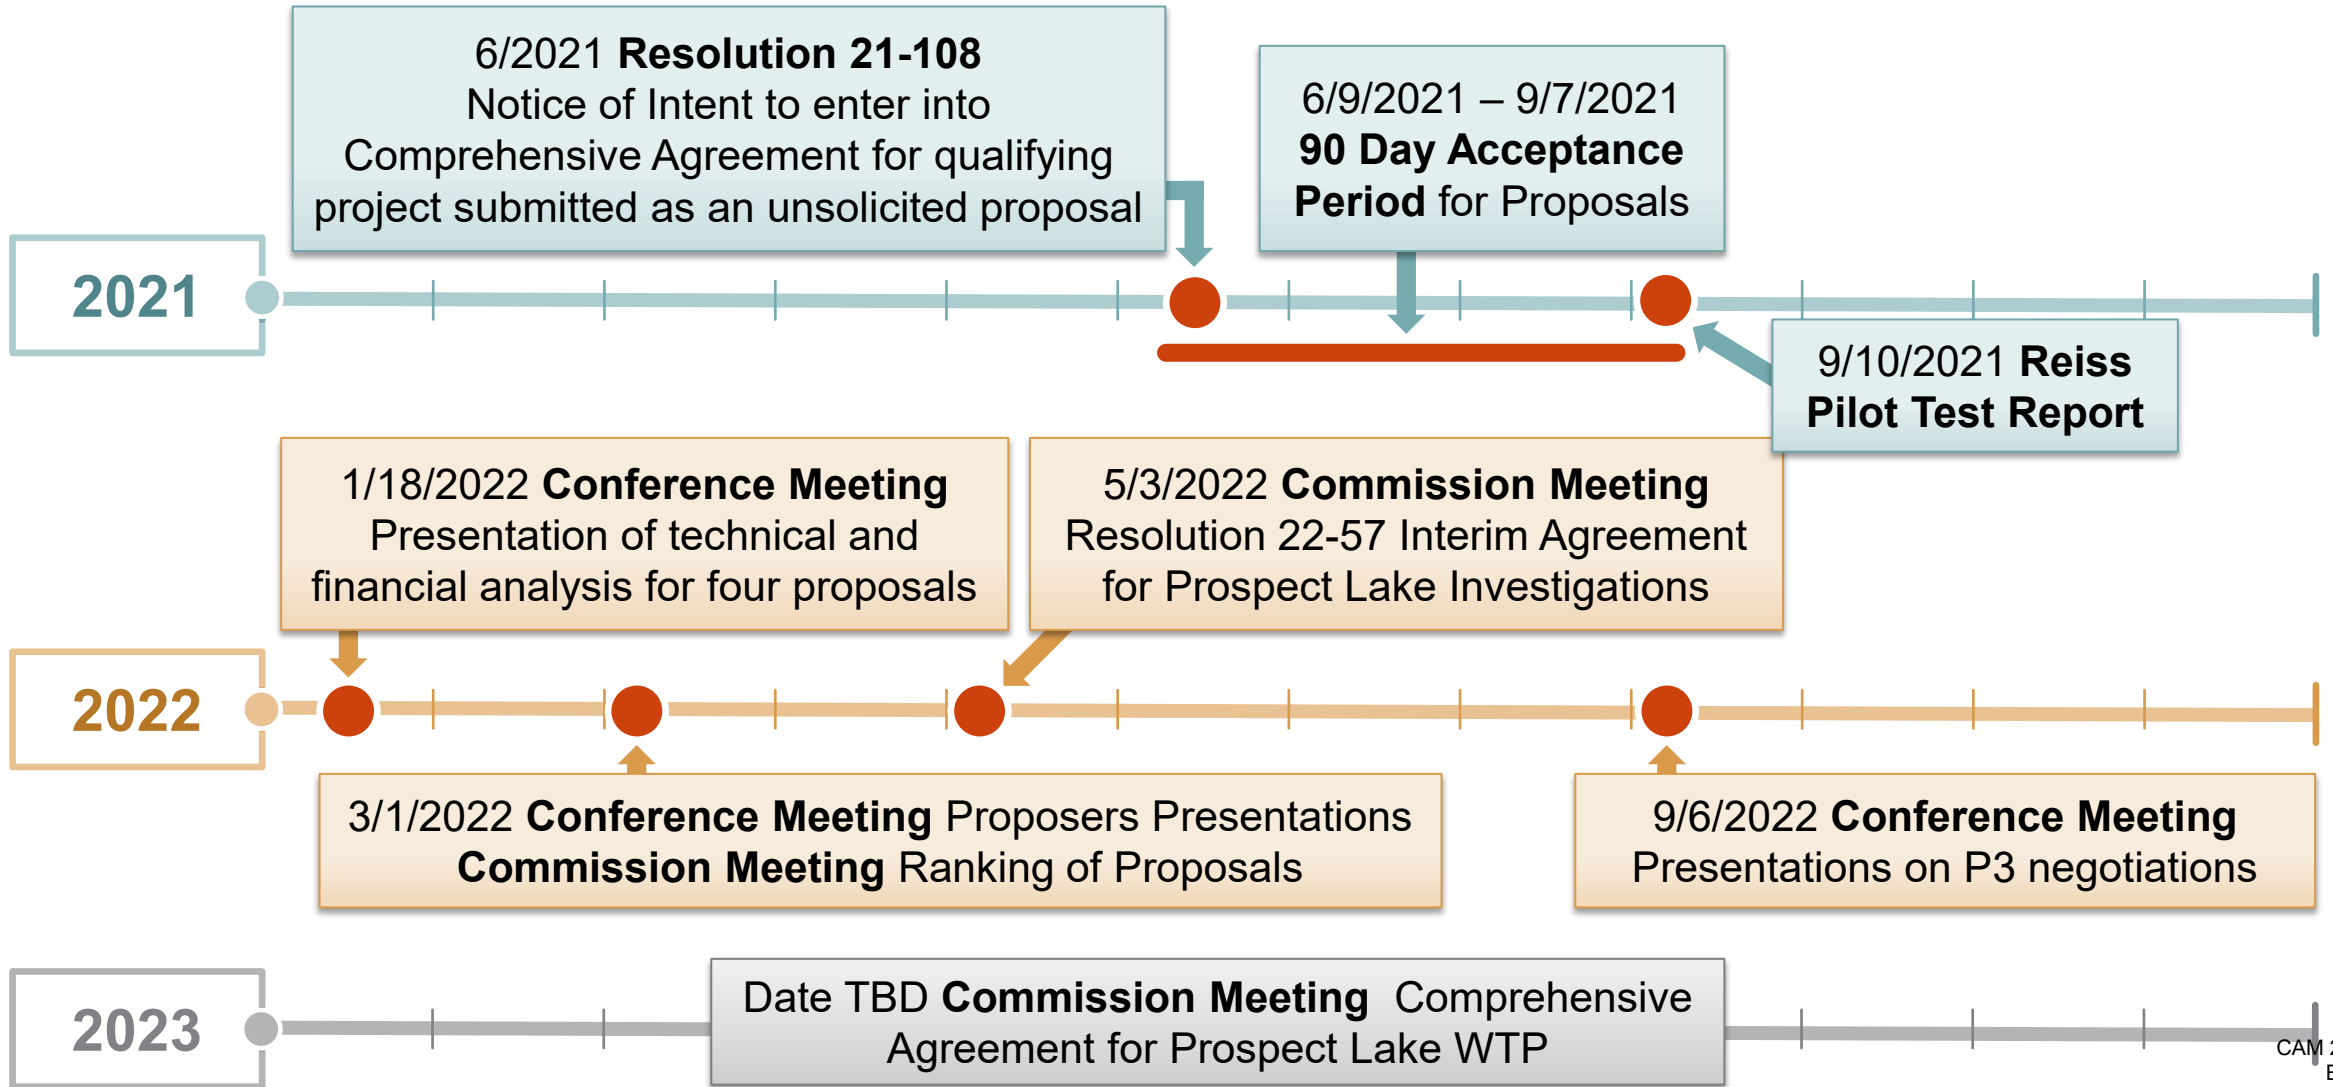 6/2021 Resolution 21-108
Notice of Intent to enter into
Comprehensive Agreement for qualifying
project submitted as an unsolicited proposal
6/9/2021 – 9/7/2021
90 Day Acceptance
Period for Proposals
2021
9/10/2021 Reiss
Pilot Test Report
1/18/2022 Conference Meeting
Presentation of technical and
financial analysis for four proposals
5/3/2022 Commission Meeting
Resolution 22-57 Interim Agreement
for Prospect Lake Investigations
2022
3/1/2022 Conference Meeting Proposers Presentations
Commission Meeting Ranking of Proposals
9/6/2022 Conference Meeting
Presentations on P3 negotiations
2023
Date TBD Commission Meeting Comprehensive
Agreement for Prospect Lake WTP
CAM